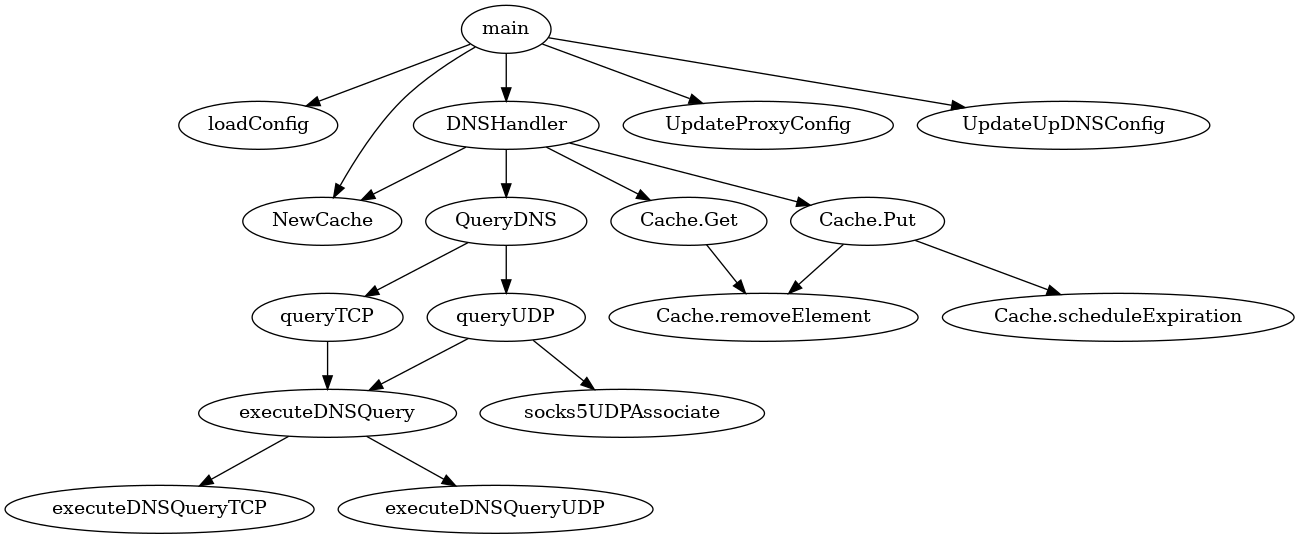 main
loadConfig
DNSHandler
UpdateProxyConfig
UpdateUpDNSConfig
NewCache
QueryDNS
Cache.Get
Cache.Put
queryTCP
queryUDP
Cache.removeElement
Cache.scheduleExpiration
executeDNSQuery
socks5UDPAssociate
executeDNSQueryTCP
executeDNSQueryUDP